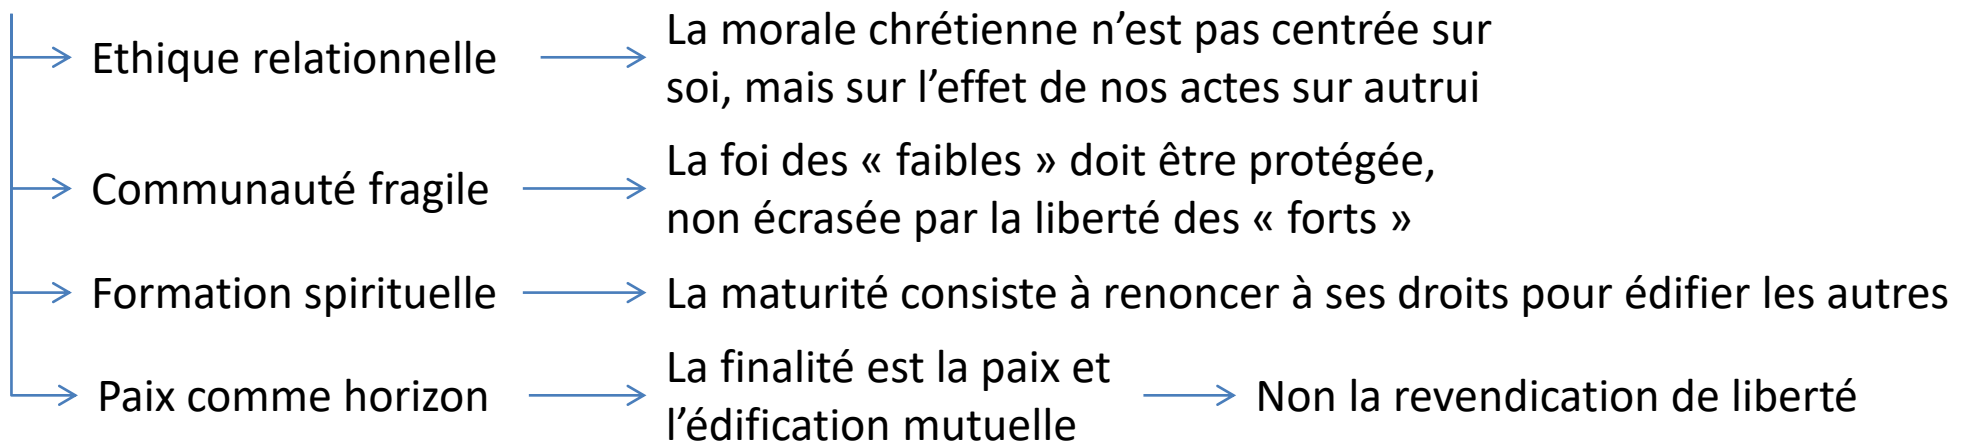 Ethique relationnelle
La morale chrétienne n’est pas centrée sur
soi, mais sur l’effet de nos actes sur autrui
Communauté fragile
La foi des « faibles » doit être protégée,
non écrasée par la liberté des « forts »
Formation spirituelle
La maturité consiste à renoncer à ses droits pour édifier les autres
Paix comme horizon
La finalité est la paix et
l’édification mutuelle
Non la revendication de liberté